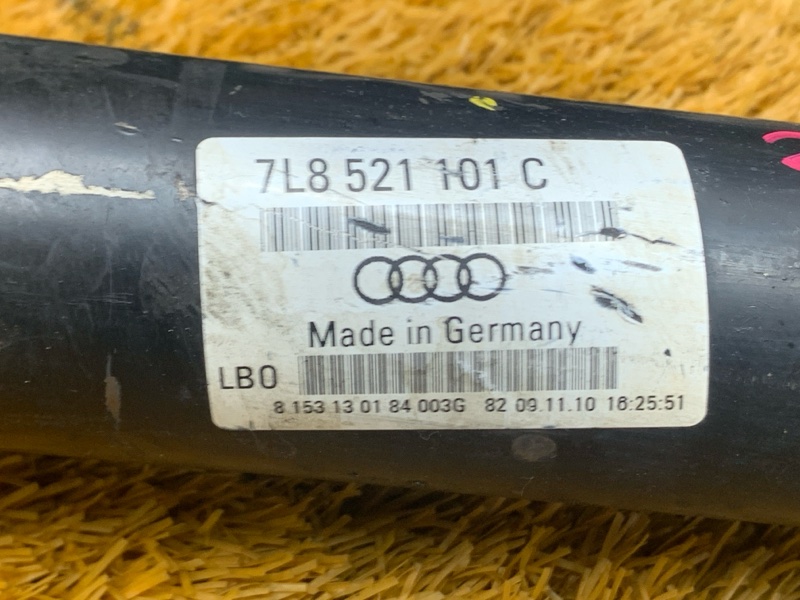 7L8 521 101 C
Made in Germany
LB0
8 153 13 01 84 003G 82 09.11.10 16:25:51